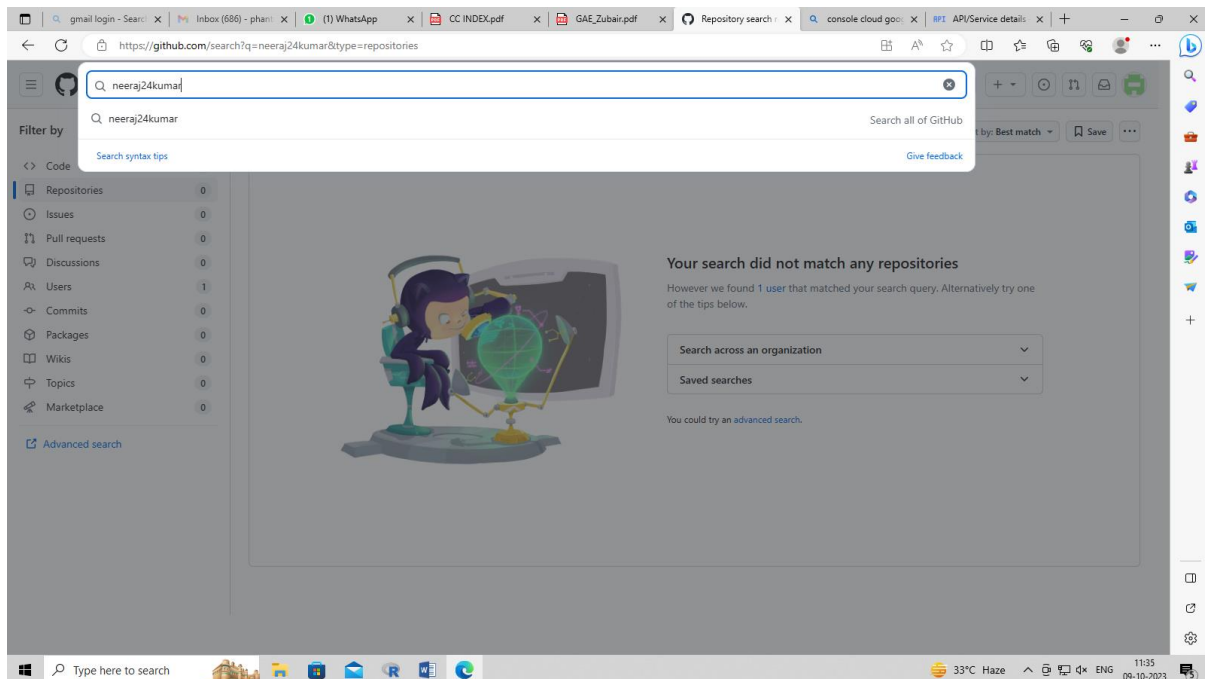 gmail login - Searc
Inbox (686) - phant
(1) WhatsApp
CC INDEX.pdf
GAE_Zubair.pdf
Repository search r
console cloud goo
API API/Service details
https://github.com/search?q=neeraj24kumar&type=repositories
neeraj24kumar
neeraj24kumar Search all of GitHub
Search syntax tips Give feedback
Filter by
t by: Best match Save
Code
Repositories 0
Issues 0
Pull requests 0
Discussions 0
Users 1
Commits 0
Packages 0
Wikis 0
Topics 0
Marketplace 0
Advanced search
Your search did not match any repositories
However we found 1 user that matched your search query. Alternatively try one
of the tips below.
Search across an organization
Saved searches
You could try an advanced search.
Type here to search
33°C Haze
ENG
11:35
09-10-2023